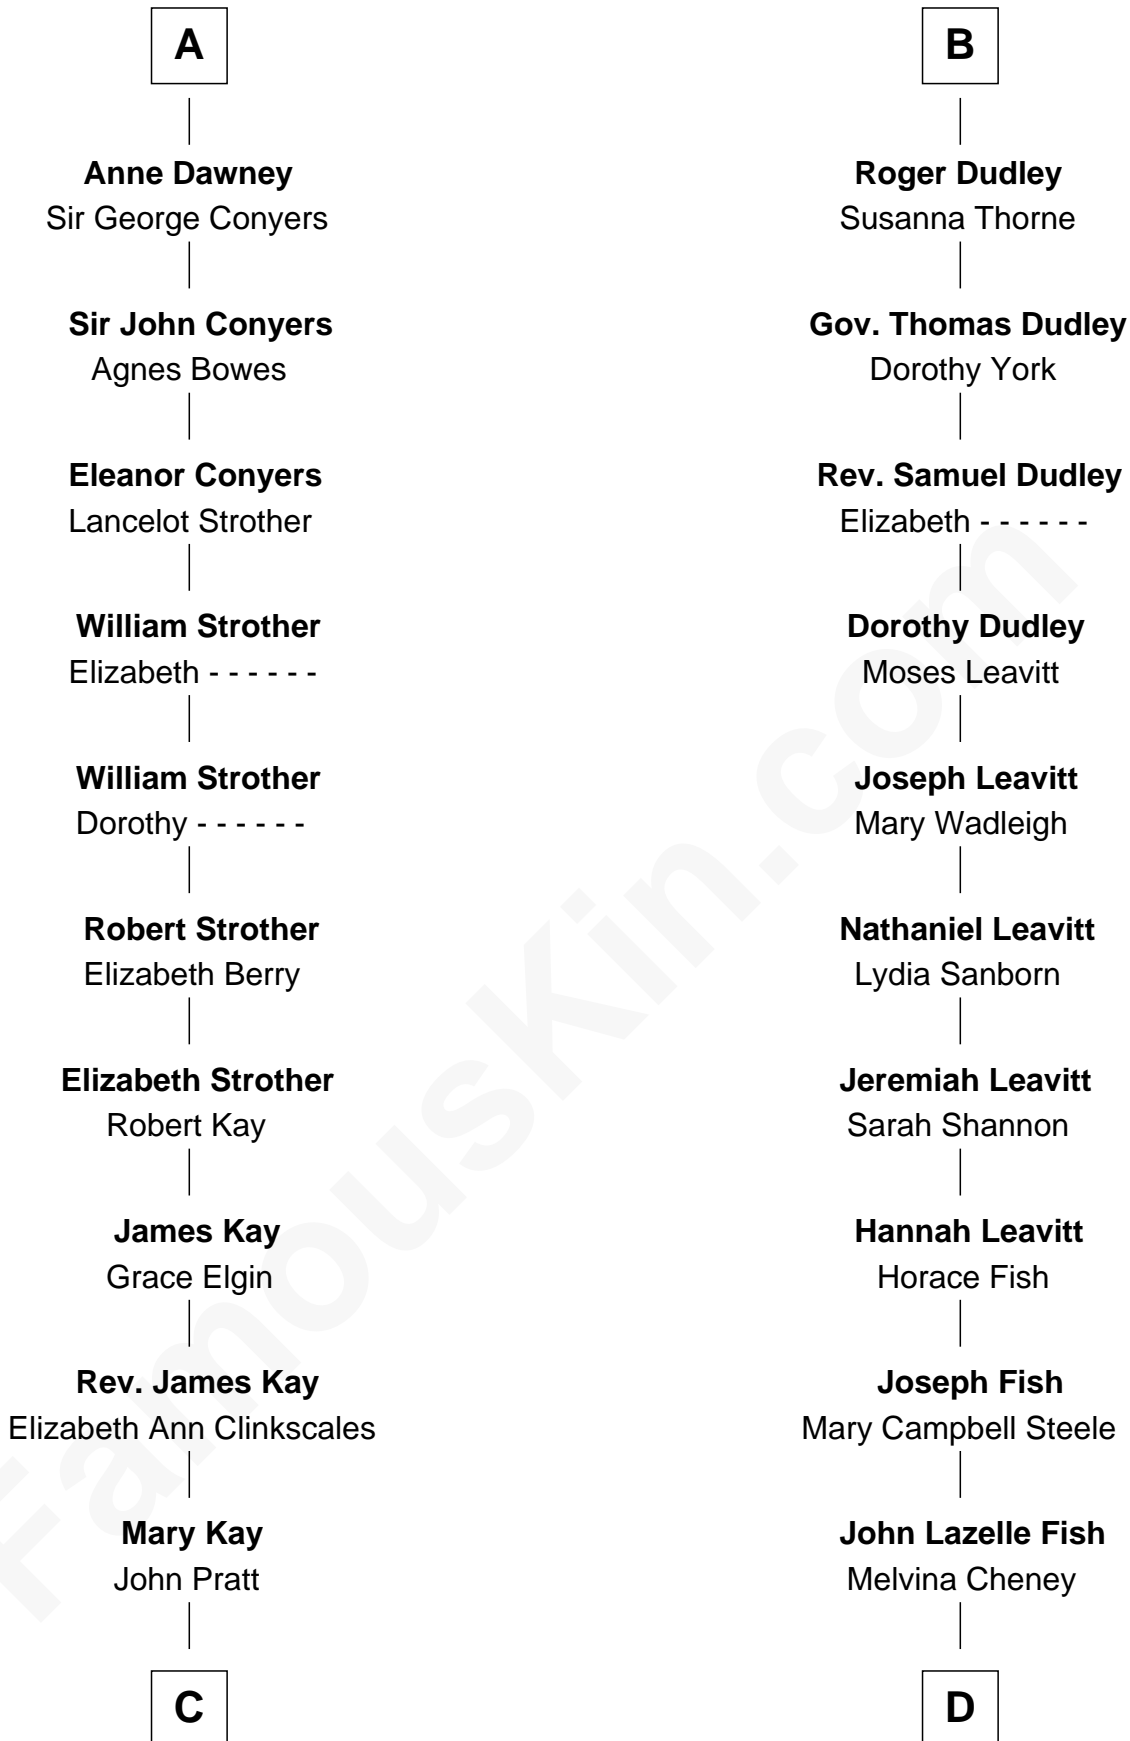 A
Anne Dawney
Sir George Conyers
Sir John Conyers
Agnes Bowes
Eleanor Conyers
Lancelot Strother
William Strother
Elizabeth - - - - - -
William Strother
Dorothy - - - - - -
Robert Strother
Elizabeth Berry
Elizabeth Strother
Robert Kay
James Kay
Grace Elgin
Rev. James Kay
Elizabeth Ann Clinkscales
Mary Kay
John Pratt
C
B
Roger Dudley
Susanna Thorne
Gov. Thomas Dudley
Dorothy York
Rev. Samuel Dudley
Elizabeth - - - - - -
Dorothy Dudley
Moses Leavitt
Joseph Leavitt
Mary Wadleigh
Nathaniel Leavitt
Lydia Sanborn
Jeremiah Leavitt
Sarah Shannon
Hannah Leavitt
Horace Fish
Joseph Fish
Mary Campbell Steele
John Lazelle Fish
Melvina Cheney
D
FamousKin.com